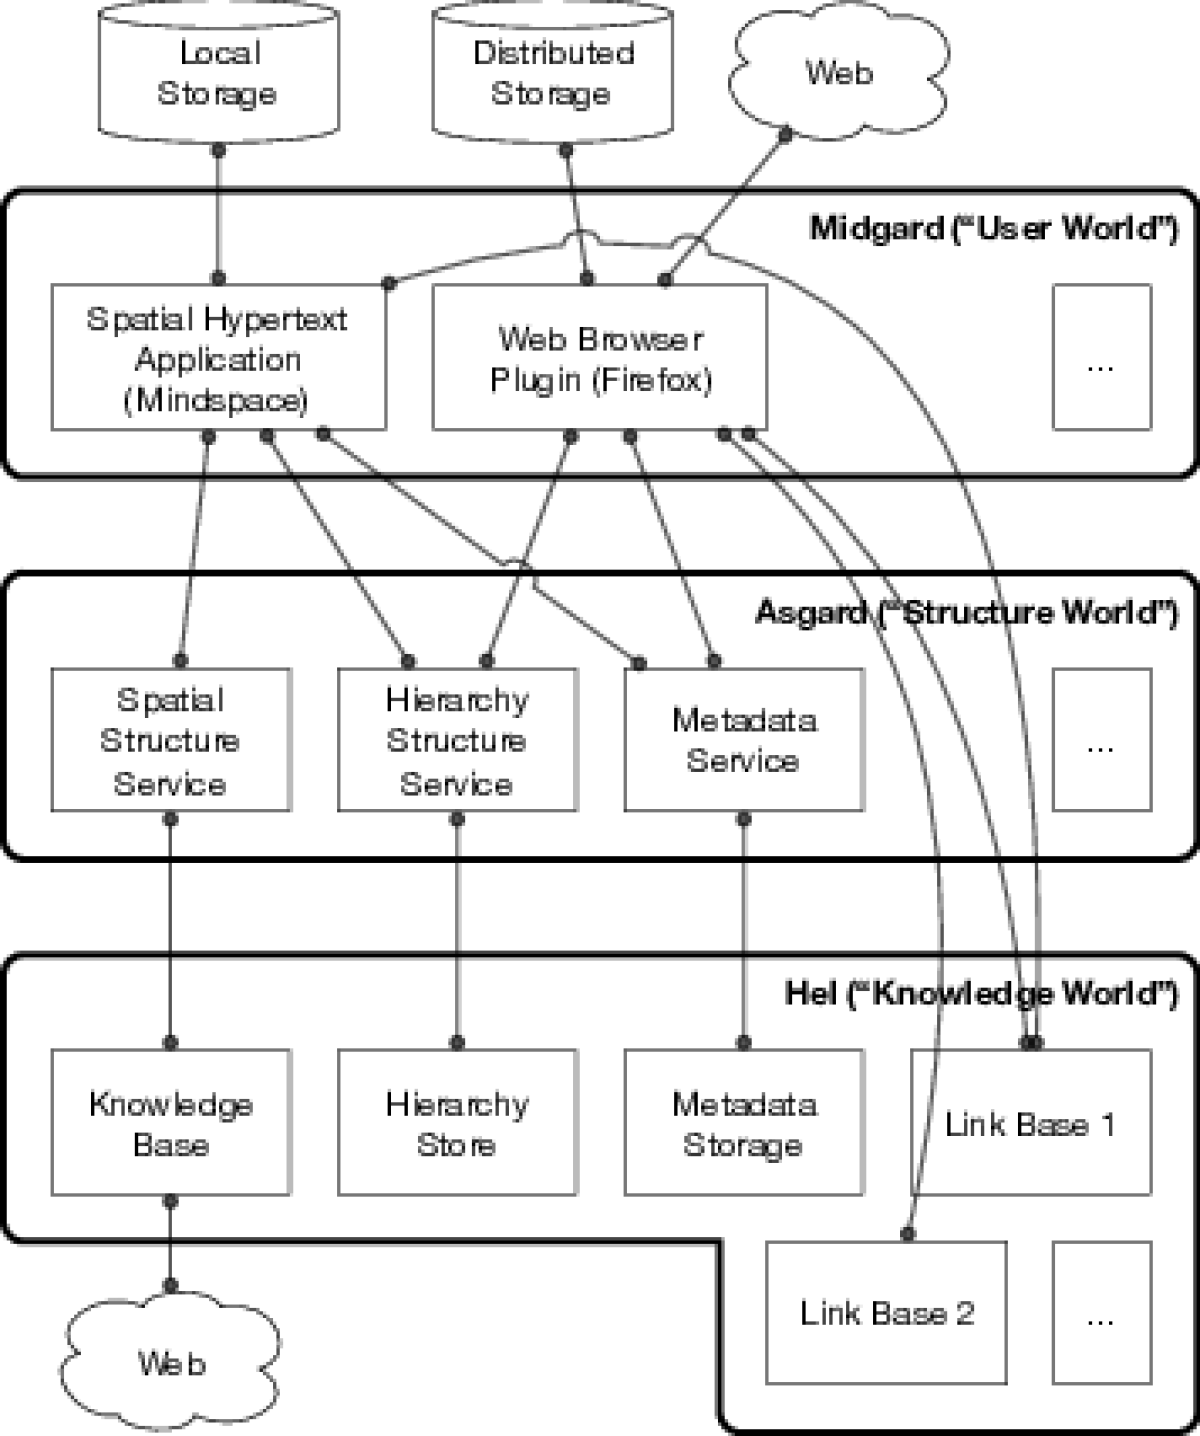 Local
Storage
Distributed
Storage
Web
Midgard (“User World”)
Spatial Hypertext
Application
(Mindspace)
Web Browser
Plugin (Firefox)
...
Asgard (“Structure World”)
Spatial
Structure
Service
Hierarchy
Structure
Service
Metadata
Service
...
Hel (“Knowledge World”)
Knowledge
Base
Hierarchy
Store
Metadata
Storage
Link Base 1
Link Base 2
...
Web